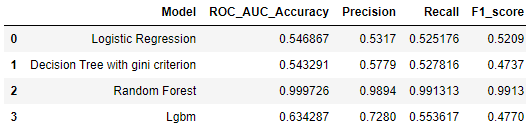 Model ROC_AUC_Accuracy Precision Recall F1_score
0 Logistic Regression 0.546867 0.5317 0.525176 0.5209
1 Decision Tree with gini criterion 0.543291 0.5779 0.527816 0.4737
2 Random Forest 0.999726 0.9894 0.991313 0.9913
3 Lgbm 0.634287 0.7280 0.553617 0.4770